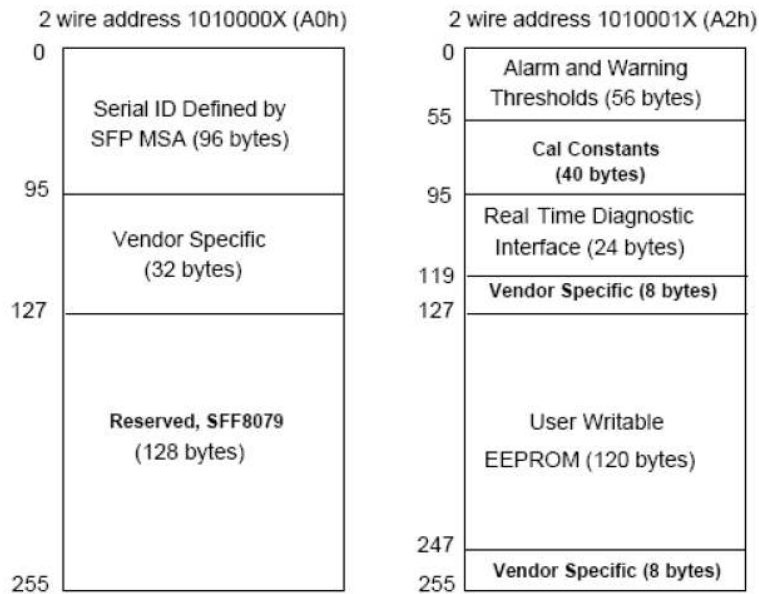 2 wire address 1010000X (A0h)
0
Serial ID Defined by
SFP MSA (96 bytes)
95
Vendor Specific
(32 bytes)
127
Reserved, SFF8079
(128 bytes)
255
2 wire address 1010001X (A2h)
0
Alarm and Warning
Thresholds (56 bytes)
55
Cal Constants
(40 bytes)
95
Real Time Diagnostic
Interface (24 bytes)
119
Vendor Specific (8 bytes)
127
User Writable
EEPROM (120 bytes)
247
Vendor Specific (8 bytes)
255